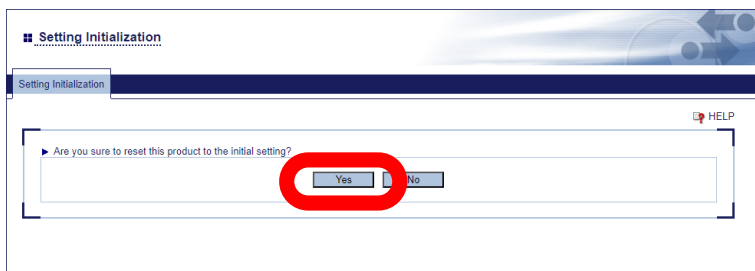 Setting Initialization
Setting Initialization
HELP
Are you sure to reset this product to the initial setting?
Yes No